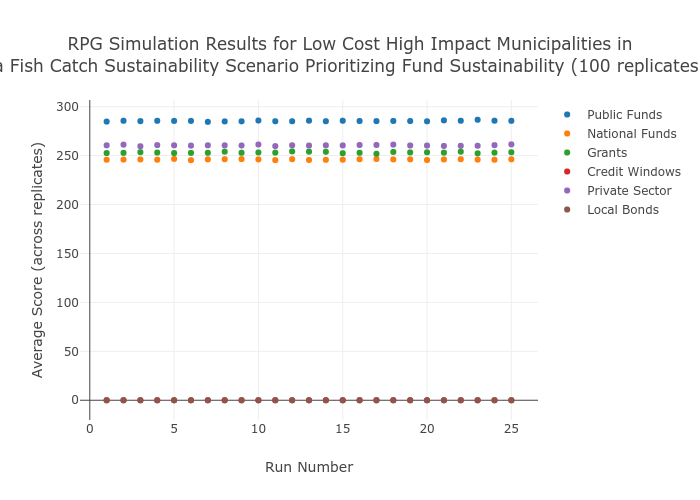 RPG Simulation Results for Low Cost High Impact Municipalities in
a Fish Catch Sustainability Scenario Prioritizing Fund Sustainability (100 replicates
300
250
200
150
100
50
0
0
5
10
15
20
25
Average Score (across replicates)
Run Number
Public Funds
National Funds
Grants
Credit Windows
Private Sector
Local Bonds